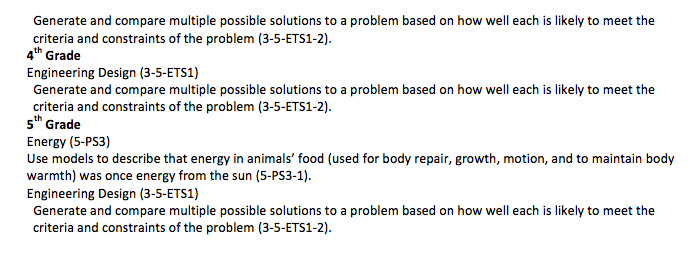 Generate and compare multiple possible solutions to a problem based on how well each is likely to meet the
criteria and constraints of the problem (3-5-ETS1-2).
4th Grade
Engineering Design (3-5-ETS1)
Generate and compare multiple possible solutions to a problem based on how well each is likely to meet the
criteria and constraints of the problem (3-5-ETS1-2).
5th Grade
Energy (5-PS3)
Use models to describe that energy in animals’ food (used for body repair, growth, motion, and to maintain body
warmth) was once energy from the sun (5-PS3-1).
Engineering Design (3-5-ETS1)
Generate and compare multiple possible solutions to a problem based on how well each is likely to meet the
criteria and constraints of the problem (3-5-ETS1-2).